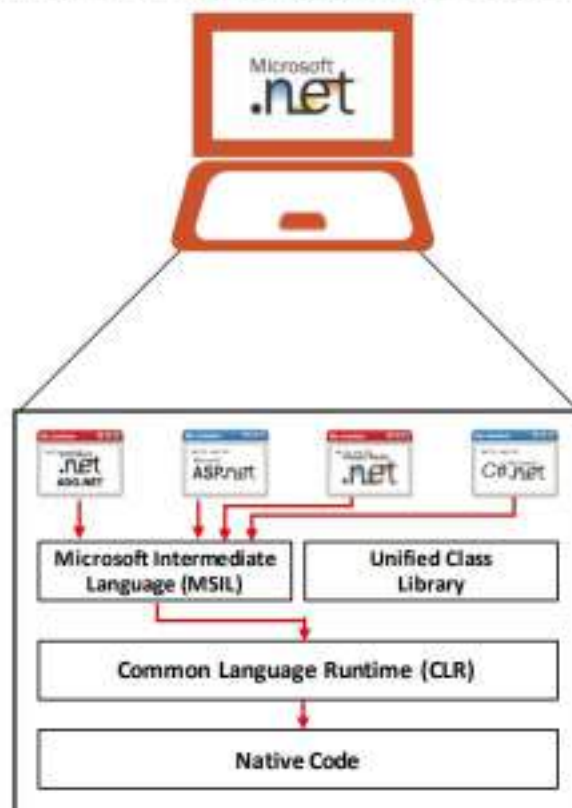 Microsoft
.net
.net
ADO.NET
ASP.net
.net
C#.net
Microsoft Intermediate
Language (MSIL)
Unified Class
Library
Common Language Runtime (CLR)
Native Code